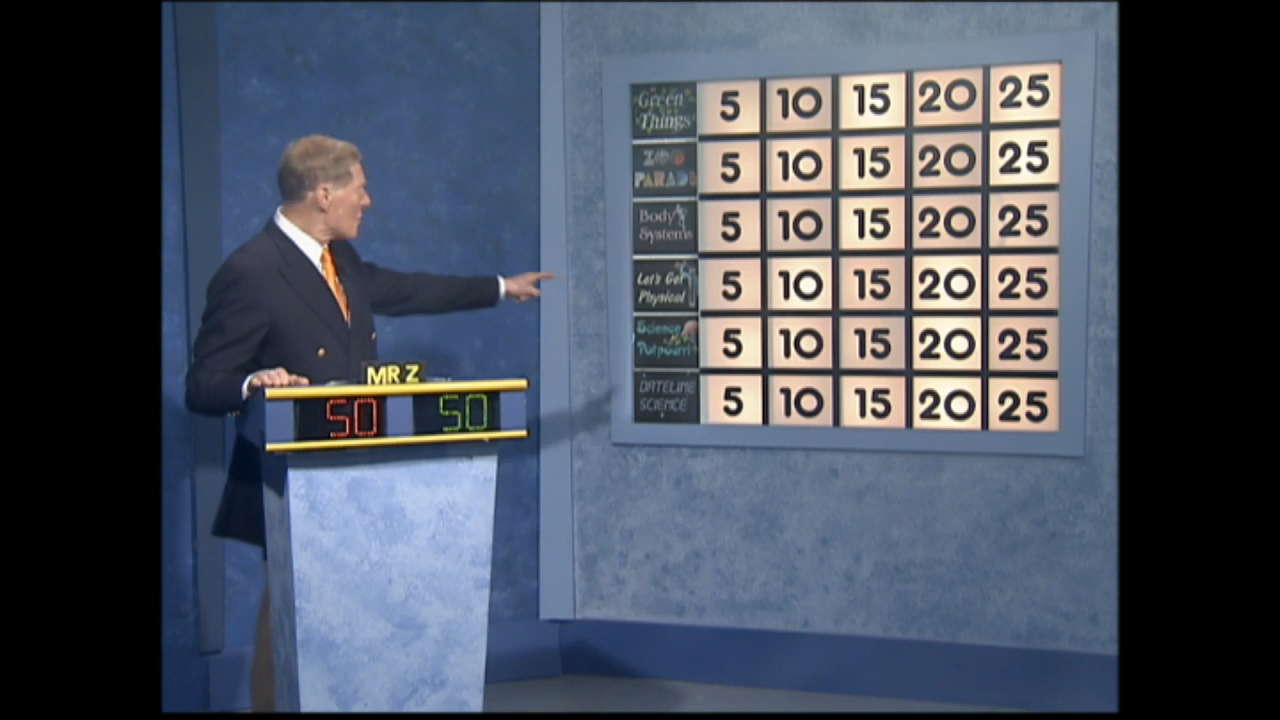 Green Things 5 10 15 20 25
ZOO PARADE 5 10 15 20 25
Body Systems 5 10 15 20 25
Let's Get Physical 5 10 15 20 25
Science Potpourri 5 10 15 20 25
DATELINE SCIENCE 5 10 15 20 25
MR Z
50 50